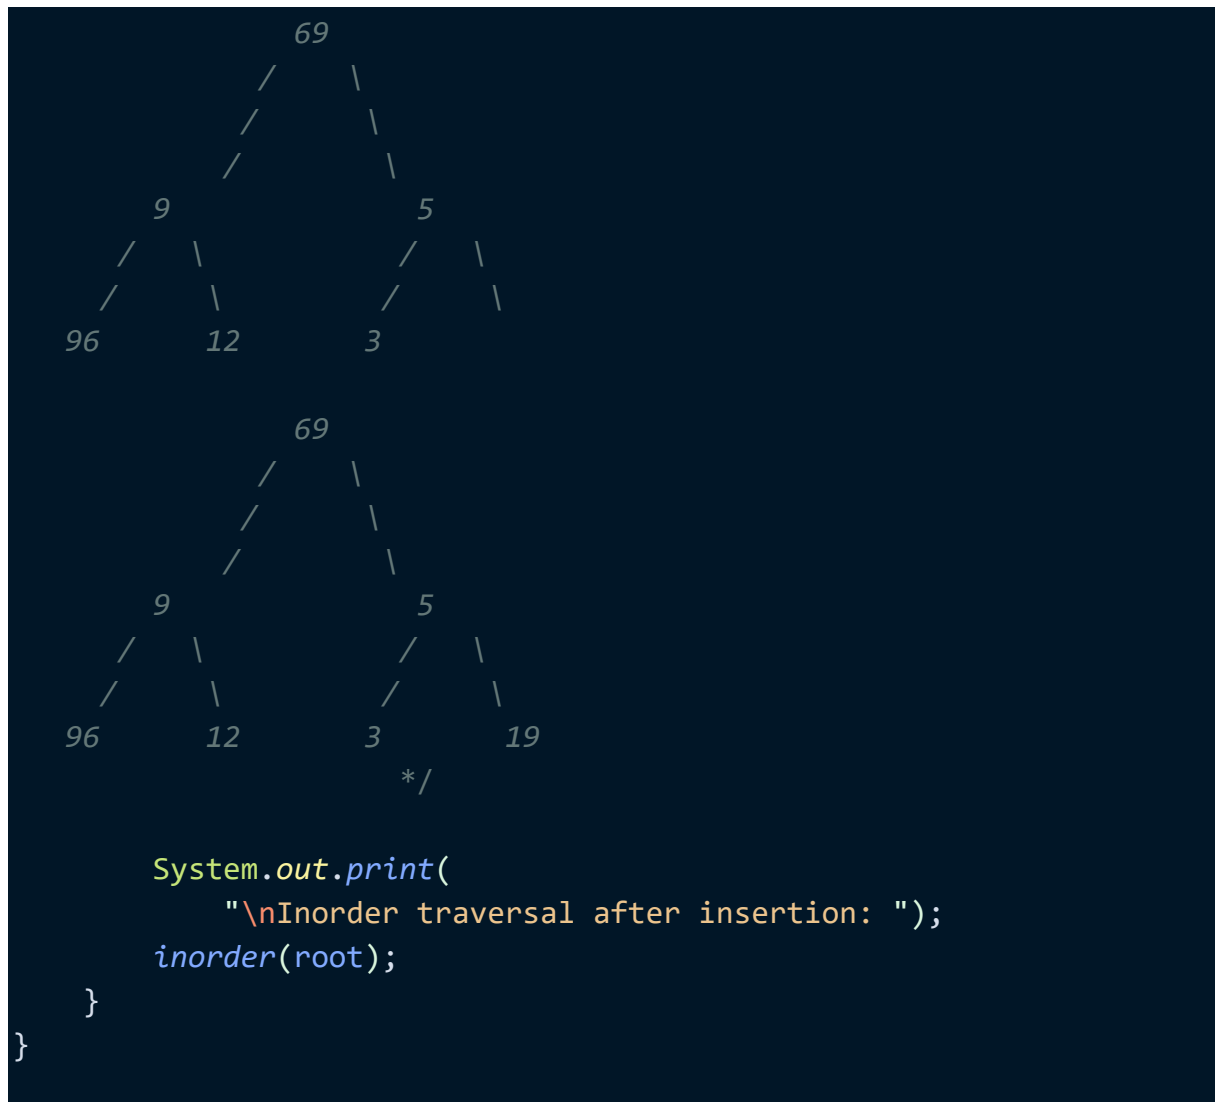 69
              /    \
             /      \
            /        \
        9              5
      /   \          /   \
     /     \        /     \
   96      12       3

                69
              /    \
             /      \
            /        \
        9              5
      /   \          /   \
     /     \        /     \
   96      12       3       19
                      */

        System.out.print(
            "\nInorder traversal after insertion: ");
        inorder(root);
    }
}